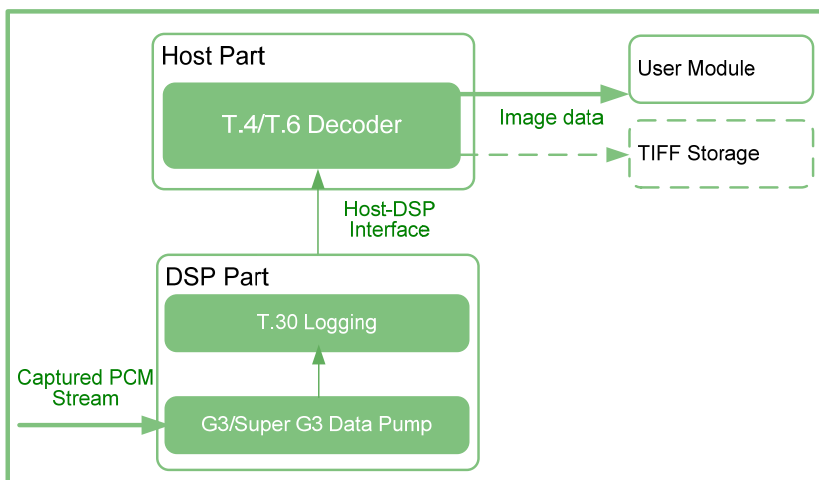 Host Part
T.4/T.6 Decoder
User Module
Image data
TIFF Storage
Host-DSP
Interface
DSP Part
T.30 Logging
Captured PCM
Stream
G3/Super G3 Data Pump